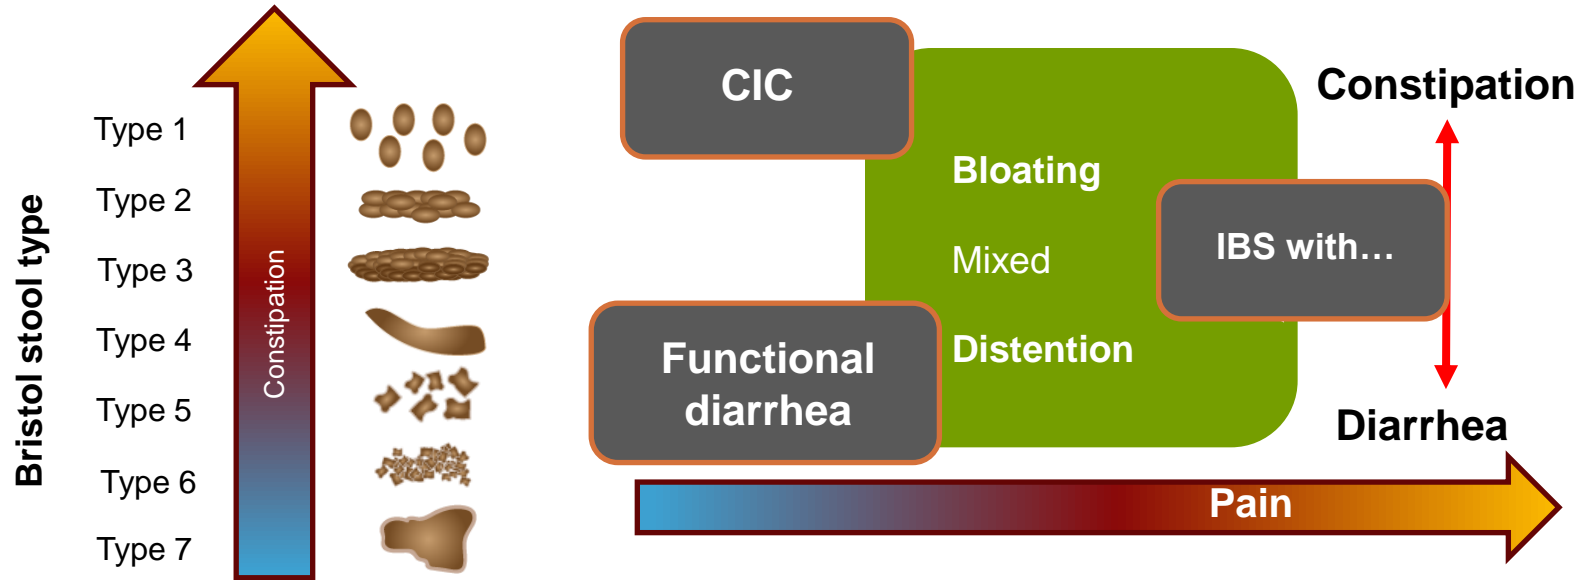 Bristol stool type
Type 1
Type 2
Type 3
Type 4
Type 5
Type 6
Type 7
Constipation
CIC
Bloating
Mixed
Distention
Functional
diarrhea
IBS with…
Constipation
Diarrhea
Pain